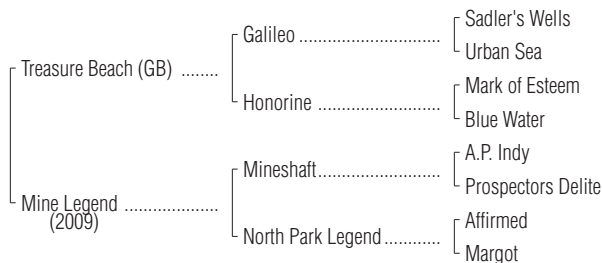 Sadler's Wells
Galileo ........................................
Urban Sea
Treasure Beach (GB) ........
Mark of Esteem
Honorine ...................................
Blue Water
A.P. Indy
Mineshaft..................................
Prospectors Delite
Mine Legend .....................
(2009)
Affirmed
North Park Legend ...............
Margot